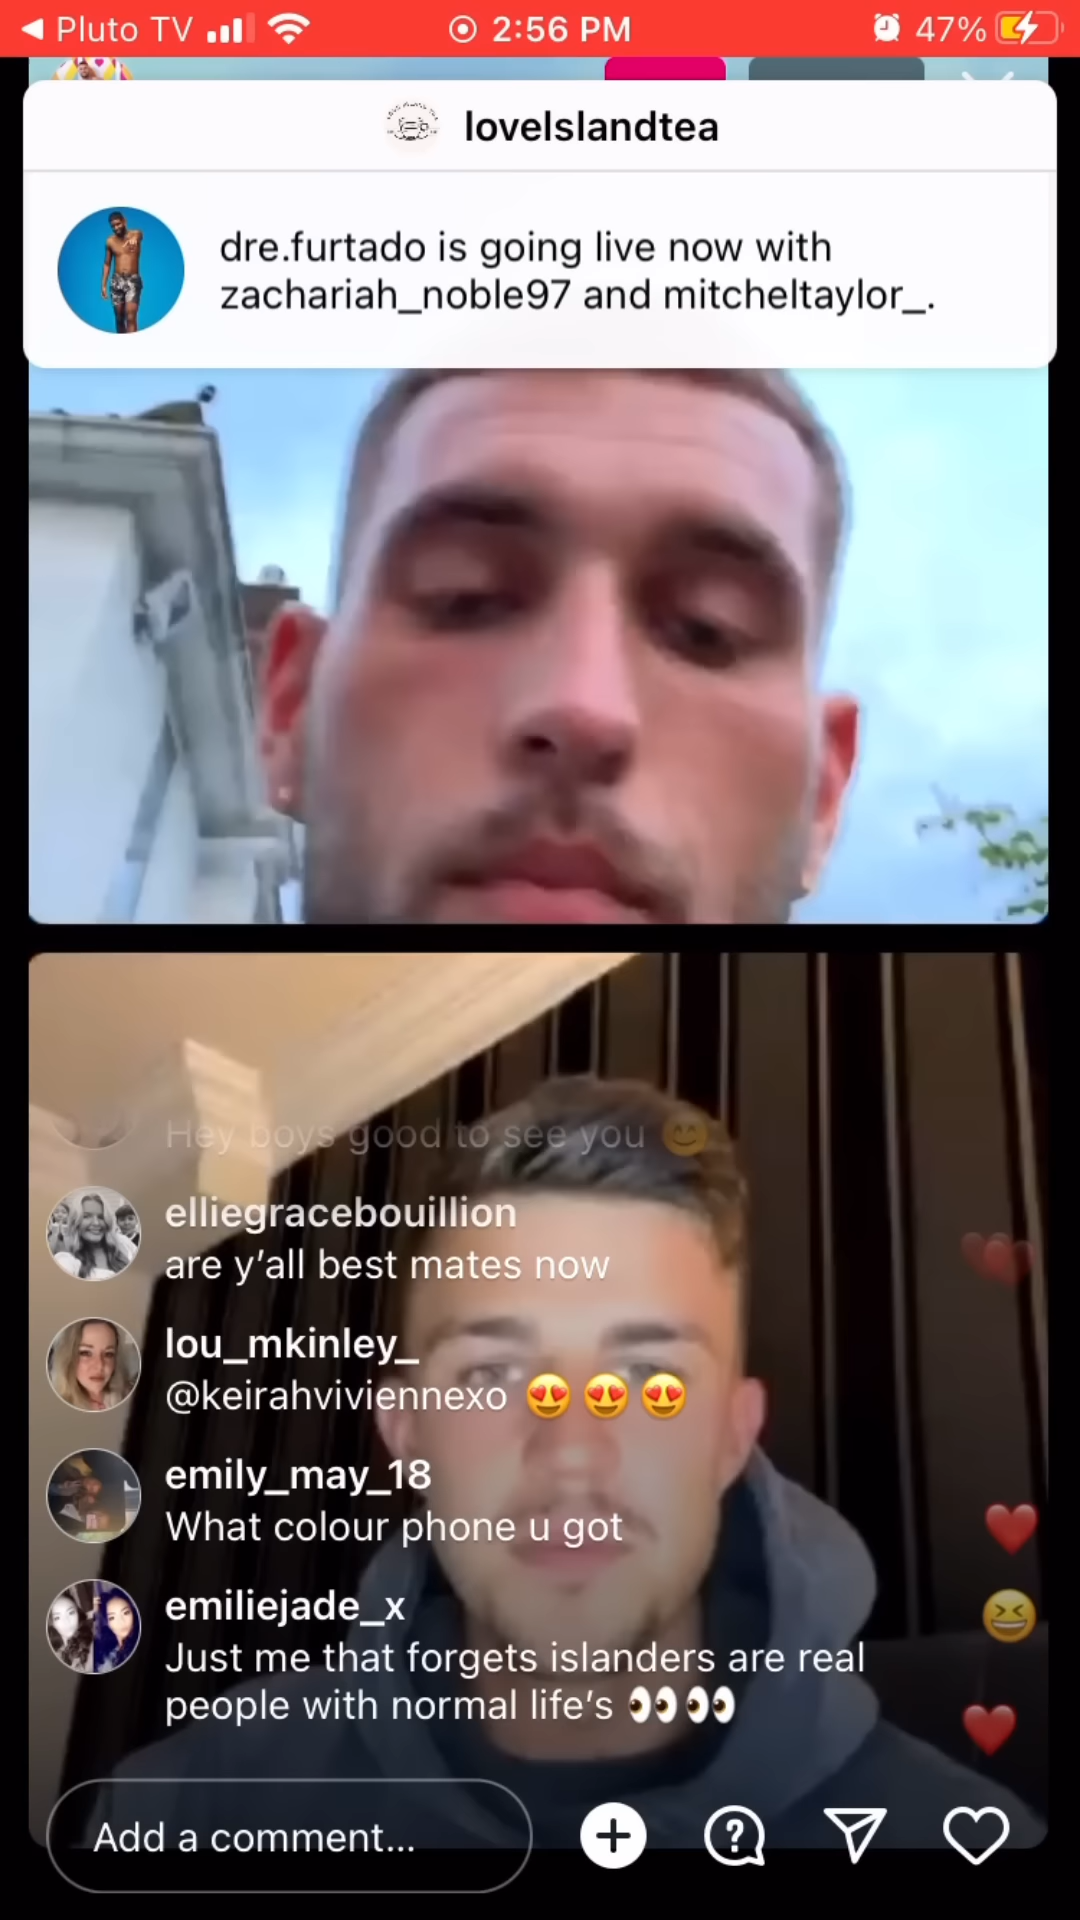 Pluto TV
2:56 PM
47%
loveIslandtea
dre.furtado is going live now with
zachariah_noble97 and mitcheltaylor_.
Hey boys good to see you 😊
elliegracebouillion
are y’all best mates now
lou_mkinley_
@keirahviviennexo 😍😍😍
emily_may_18
What colour phone u got
emiliejade_x
Just me that forgets islanders are real
people with normal life’s 👀👀
Add a comment...